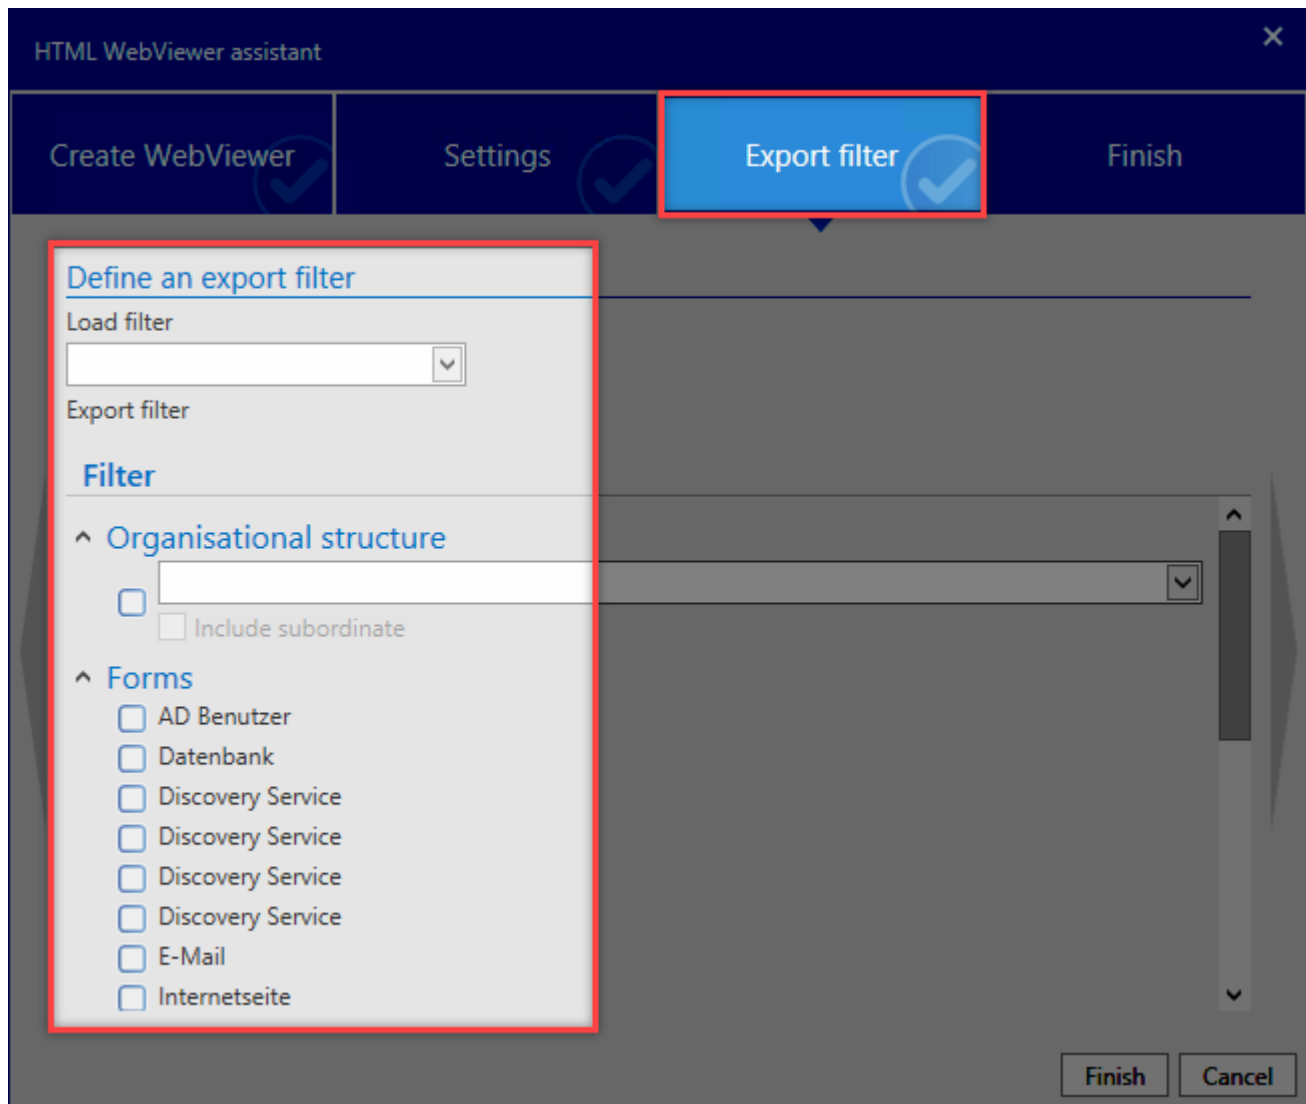 HTML WebViewer assistant
Create WebViewer
Settings
Export filter
Finish
Define an export filter
Load filter
Export filter
Filter
Organisational structure
Include subordinate
Forms
AD Benutzer
Datenbank
Discovery Service
Discovery Service
Discovery Service
Discovery Service
E-Mail
Internetseite
Finish
Cancel